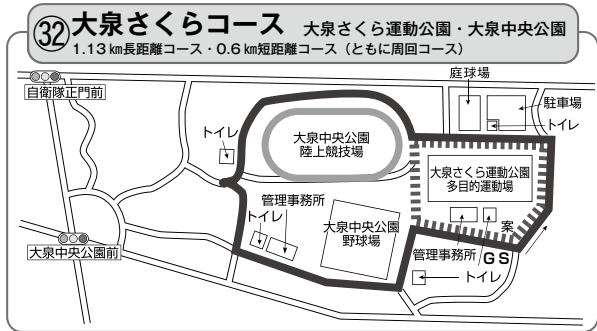 ㉜大泉さくらコース 大泉さくら運動公園・大泉中央公園
1.13㎞長距離コース・0.6㎞短距離コース（ともに周回コース）
庭球場
自衛隊正門前
駐車場
トイレ
トイレ
大泉中央公園
陸上競技場
大泉さくら運動公園
多目的運動場
管理事務所
トイレ
大泉中央公園
野球場
案
大泉中央公園前
管理事務所
GS
トイレ